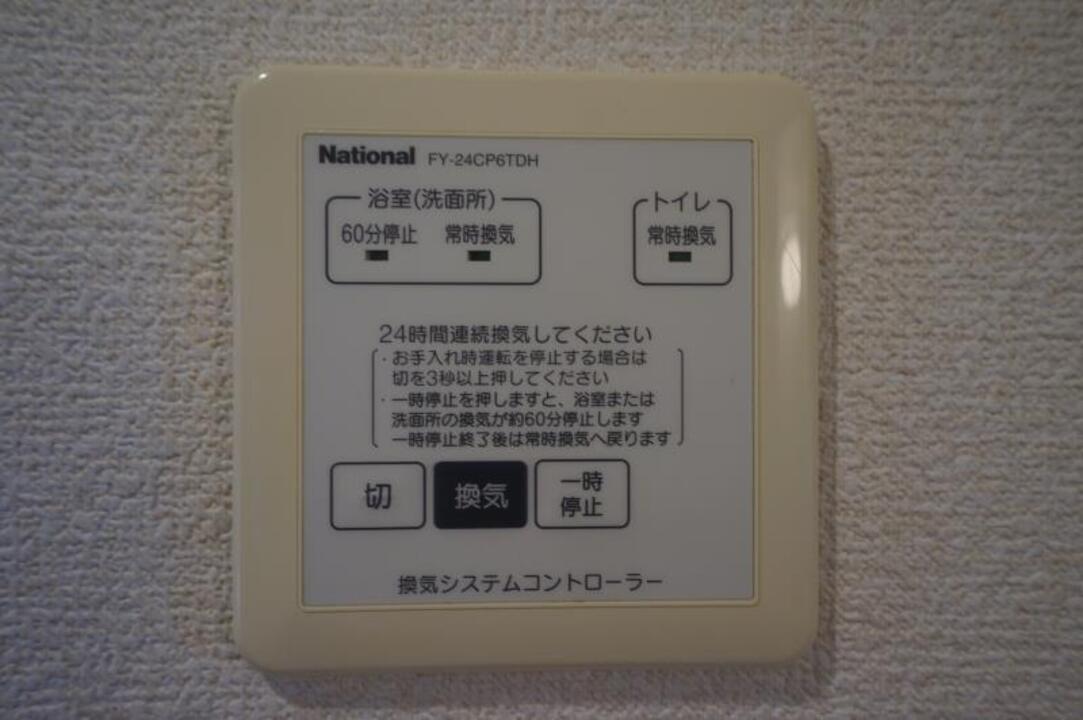 National FY-24CP6TDH
浴室(洗面所) トイレ
60分停止 常時換気 常時換気
24時間連続換気してください
・お手入れ時運転を停止する場合は
切を3秒以上押してください
・一時停止を押しますと、浴室または
洗面所の換気が約60分停止します
一時停止終了後は常時換気へ戻ります
切 換気 一時
停止
換気システムコントローラー